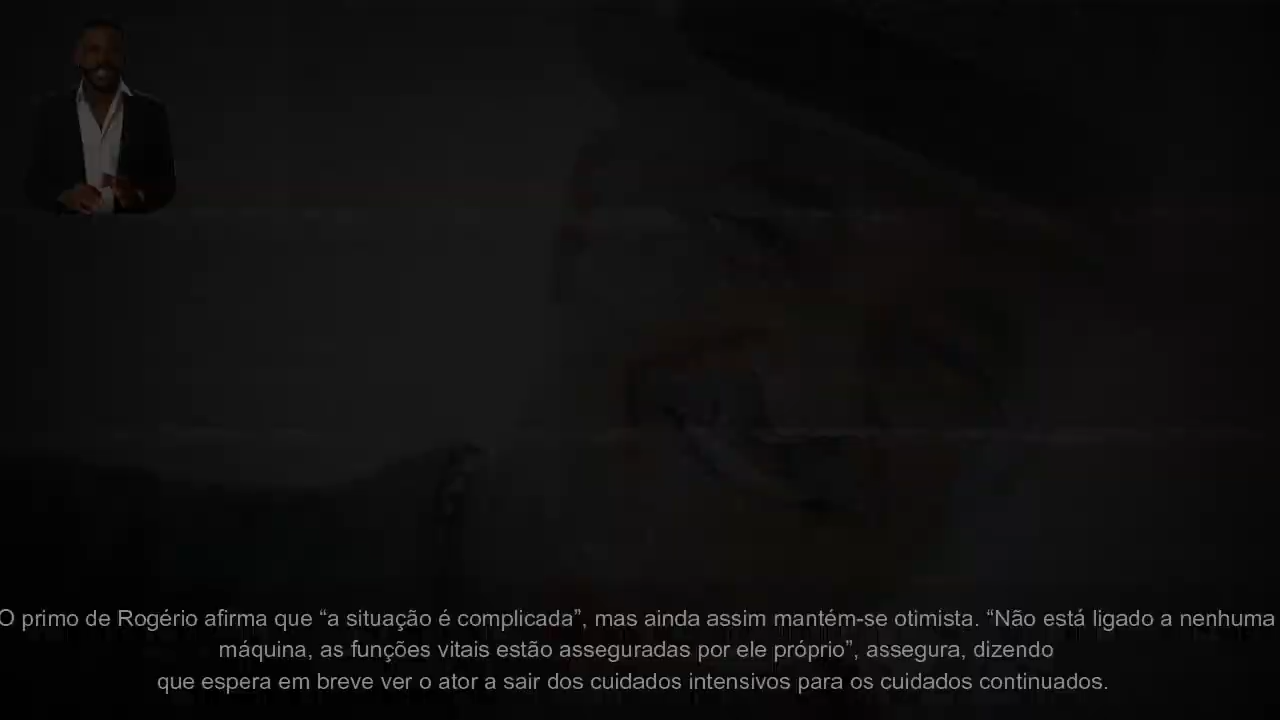 O primo de Rogério afirma que “a situação é complicada”, mas ainda assim mantém-se otimista. “Não está ligado a nenhuma
máquina, as funções vitais estão asseguradas por ele próprio”, assegura, dizendo
que espera em breve ver o ator a sair dos cuidados intensivos para os cuidados continuados.